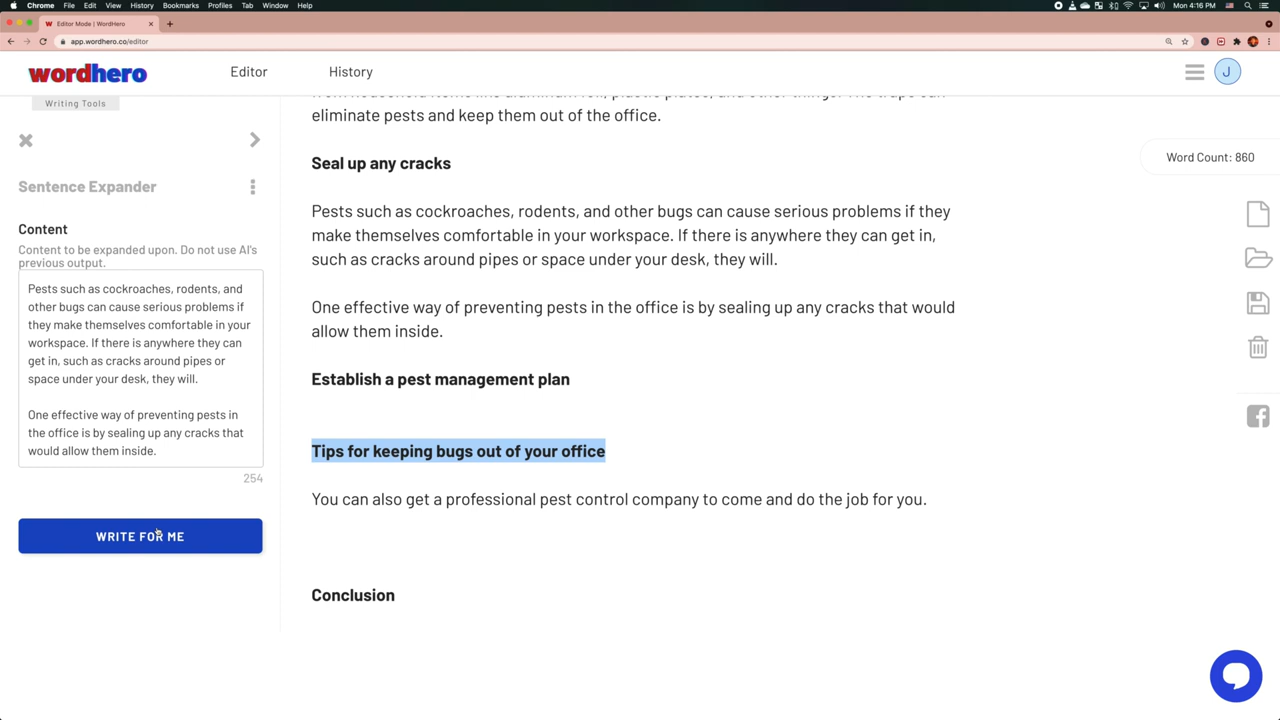 Chrome File Edit View History Bookmarks Profiles Tab Window Help
Mon 4:16 PM
Editor Mode | WordHero
app.wordhero.co/editor
wordhero
Editor
History
J
Writing Tools
eliminate pests and keep them out of the office.
Seal up any cracks
Word Count: 860
Sentence Expander
Content
Content to be expanded upon. Do not use AI's
previous output.
Pests such as cockroaches, rodents, and
other bugs can cause serious problems if
they make themselves comfortable in your
workspace. If there is anywhere they can
get in, such as cracks around pipes or
space under your desk, they will.
One effective way of preventing pests in
the office is by sealing up any cracks that
would allow them inside.
254
WRITE FOR ME
Pests such as cockroaches, rodents, and other bugs can cause serious problems if they
make themselves comfortable in your workspace. If there is anywhere they can get in,
such as cracks around pipes or space under your desk, they will.
One effective way of preventing pests in the office is by sealing up any cracks that would
allow them inside.
Establish a pest management plan
Tips for keeping bugs out of your office
You can also get a professional pest control company to come and do the job for you.
Conclusion